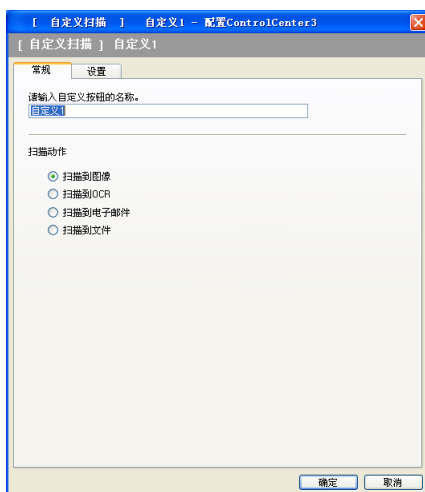 [ 自定义扫描 ] 自定义1 - 配置ControlCenter3
[ 自定义扫描 ] 自定义1
常规 设置
请输入自定义按钮的名称。
自定义1
扫描动作
扫描到图像
扫描到OCR
扫描到电子邮件
扫描到文件
确定 取消